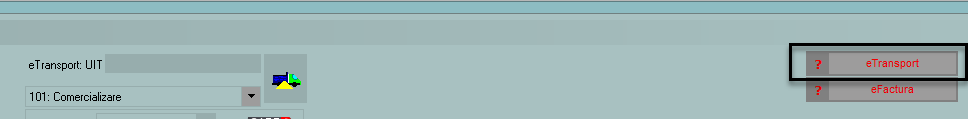 eTransport: UIT
? eTransport
101: Comercializare
? eFactura